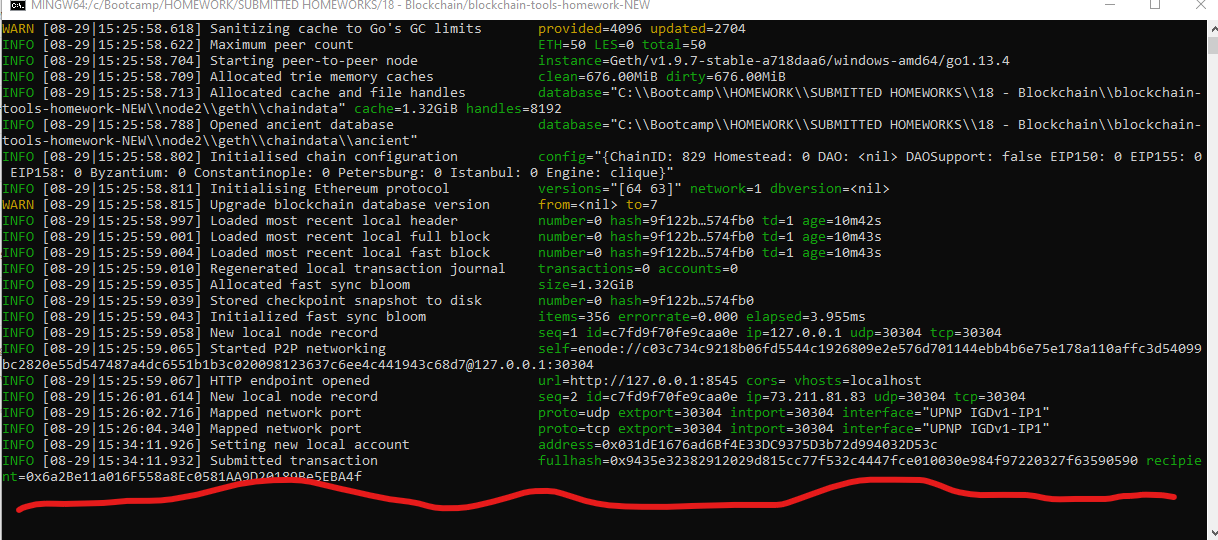 MINGW64:/c/Bootcamp/HOMEWORK/SUBMITTED HOMEWORKS/18 - Blockchain/blockchain-tools-homework-NEW
WARN [08-29|15:25:58.618] Sanitizing cache to Go's GC limits provided=4096 updated=2704
INFO [08-29|15:25:58.622] Maximum peer count ETH=50 LES=0 total=50
INFO [08-29|15:25:58.704] Starting peer-to-peer node instance=Geth/v1.9.7-stable-a718daa6/windows-amd64/go1.13.4
INFO [08-29|15:25:58.709] Allocated trie memory caches clean=676.00MiB dirty=676.00MiB
INFO [08-29|15:25:58.713] Allocated cache and file handles database="C:\\Bootcamp\\HOMEWORK\\SUBMITTED HOMEWORKS\\18 - Blockchain\\blockchain-
tools-homework-NEW\\node2\\geth\\chaindata" cache=1.32GiB handles=8192
INFO [08-29|15:25:58.788] Opened ancient database database="C:\\Bootcamp\\HOMEWORK\\SUBMITTED HOMEWORKS\\18 - Blockchain\\blockchain-
tools-homework-NEW\\node2\\geth\\chaindata\\ancient"
INFO [08-29|15:25:58.802] Initialised chain configuration config="{ChainID: 829 Homestead: 0 DAO: <nil> DAOSupport: false EIP150: 0 EIP155: 0
EIP158: 0 Byzantium: 0 Constantinople: 0 Petersburg: 0 Istanbul: 0 Engine: clique}"
INFO [08-29|15:25:58.811] Initialising Ethereum protocol versions="[64 63]" network=1 dbversion=<nil>
WARN [08-29|15:25:58.815] Upgrade blockchain database version from=<nil> to=7
INFO [08-29|15:25:58.997] Loaded most recent local header number=0 hash=9f122b…574fb0 td=1 age=10m42s
INFO [08-29|15:25:59.001] Loaded most recent local full block number=0 hash=9f122b…574fb0 td=1 age=10m43s
INFO [08-29|15:25:59.004] Loaded most recent local fast block number=0 hash=9f122b…574fb0 td=1 age=10m43s
INFO [08-29|15:25:59.010] Regenerated local transaction journal transactions=0 accounts=0
INFO [08-29|15:25:59.035] Allocated fast sync bloom size=1.32GiB
INFO [08-29|15:25:59.039] Stored checkpoint snapshot to disk number=0 hash=9f122b…574fb0
INFO [08-29|15:25:59.043] Initialized fast sync bloom items=356 errorrate=0.000 elapsed=3.955ms
INFO [08-29|15:25:59.058] New local node record seq=1 id=c7fd9f70fe9caa0e ip=127.0.0.1 udp=30304 tcp=30304
INFO [08-29|15:25:59.065] Started P2P networking self=enode://c03c734c9218b06fd5544c1926809e2e576d701144ebb4b6e75e178a110affc3d54099
bc2820e55d547487a4dc6551b1b3c020098123637c6ee4c441943c68d7@127.0.0.1:30304
INFO [08-29|15:25:59.067] HTTP endpoint opened url=http://127.0.0.1:8545 cors= vhosts=localhost
INFO [08-29|15:26:01.614] New local node record seq=2 id=c7fd9f70fe9caa0e ip=73.211.81.83 udp=30304 tcp=30304
INFO [08-29|15:26:02.716] Mapped network port proto=udp extport=30304 intport=30304 interface="UPNP IGDv1-IP1"
INFO [08-29|15:26:04.340] Mapped network port proto=tcp extport=30304 intport=30304 interface="UPNP IGDv1-IP1"
INFO [08-29|15:34:11.926] Setting new local account address=0x031dE1676ad6Bf4E33DC9375D3b72d994032D53c
INFO [08-29|15:34:11.932] Submitted transaction fullhash=0x9435e32382912029d815cc77f532c4447fce010030e984f97220327f63590590 recipie
nt=0x6a2Be11a016F558a8Ec0581AA9D20189Be5EBA4f